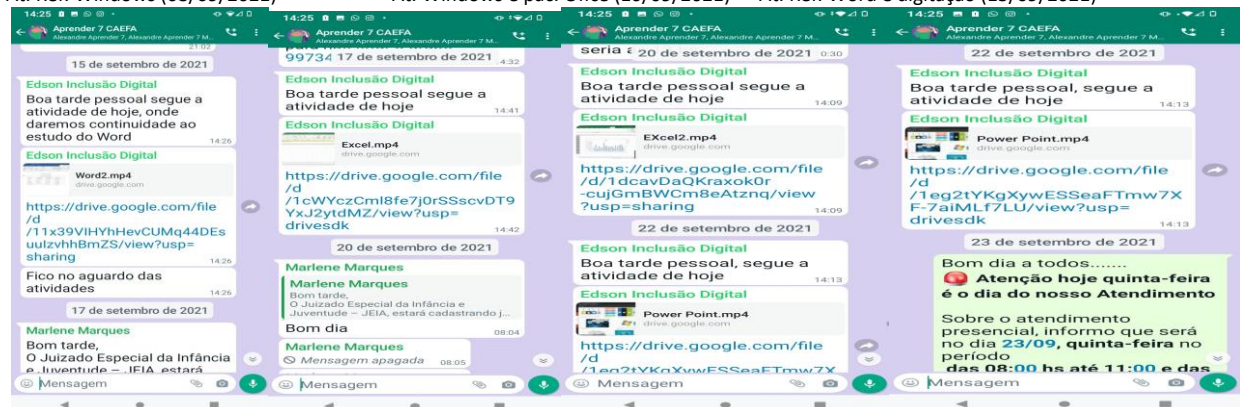 14:25
Aprender 7 CAEFA
Alexandre Aprender 7, Alexandre Aprender 7 M...
21:02
15 de setembro de 2021
Edson Inclusão Digital
Boa tarde pessoal segue a
atividade de hoje, onde
daremos continuidade ao
estudo do Word
14:26
Edson Inclusão Digital
Word2.mp4
drive.google.com
https://drive.google.com/file
/d
/11x39VIHYhHevCUMq44DEs
uulzvhhBmZS/view?usp=
sharing
14:26
Fico no aguardo das
atividades
14:26
17 de setembro de 2021
Marlene Marques
Bom tarde,
O Juizado Especial da Infância
e Juventude – JEIA, estará
Mensagem
14:25
Aprender 7 CAEFA
Alexandre Aprender 7, Alexandre Aprender 7 M...
99734 17 de setembro de 2021
4:32
Edson Inclusão Digital
Boa tarde pessoal segue a
atividade de hoje
14:41
Edson Inclusão Digital
Excel.mp4
drive.google.com
https://drive.google.com/file
/d
/1cWYczCml8fe7j0rSSscvDT9
YxJ2ytdMZ/view?usp=
drivesdk
14:42
20 de setembro de 2021
Marlene Marques
Marlene Marques
Bom tarde,
O Juizado Especial da Infância e
Juventude – JEIA, estará cadastrando j...
Bom dia
08:04
Marlene Marques
Mensagem apagada
08:05
Mensagem
14:25
Aprender 7 CAEFA
Alexandre Aprender 7, Alexandre Aprender 7 M...
seria 20 de setembro de 2021
0:30
Edson Inclusão Digital
Boa tarde pessoal segue a
atividade de hoje
14:09
Edson Inclusão Digital
EXcel2.mp4
drive.google.com
https://drive.google.com/file
/d/1dcavDaQKraxok0r
-cujGmBWCm8eAtznq/view
?usp=sharing
14:09
22 de setembro de 2021
Boa tarde pessoal, segue a
atividade de hoje
14:13
Edson Inclusão Digital
Power Point.mp4
drive.google.com
https://drive.google.com/file
/d
/1eg2tYKgXywESSeaFTmw7X
Mensagem
14:25
Aprender 7 CAEFA
Alexandre Aprender 7, Alexandre Aprender 7 M...
22 de setembro de 2021
Edson Inclusão Digital
Boa tarde pessoal, segue a
atividade de hoje
14:13
Edson Inclusão Digital
Power Point.mp4
drive.google.com
https://drive.google.com/file
/d
/1eg2tYKgXywESSeaFTmw7X
F-7aiMLf7LU/view?usp=
drivesdk
14:13
23 de setembro de 2021
Bom dia a todos.......
Atenção hoje quinta-feira
é o dia do nosso Atendimento
Sobre o atendimento
presencial, informo que será
no dia 23/09, quinta-feira no
período
das 08:00 hs até 11:00 e das
Mensagem